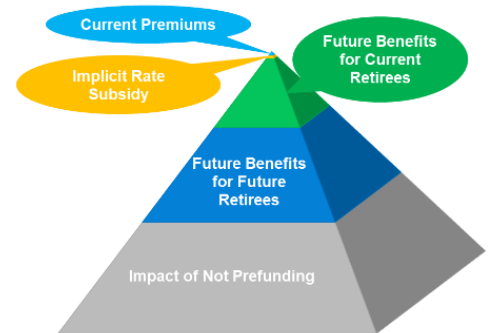 Current Premiums
Implicit Rate
Subsidy
Future Benefits
for Current
Retirees
Future Benefits
for Future
Retirees
Impact of Not Prefunding